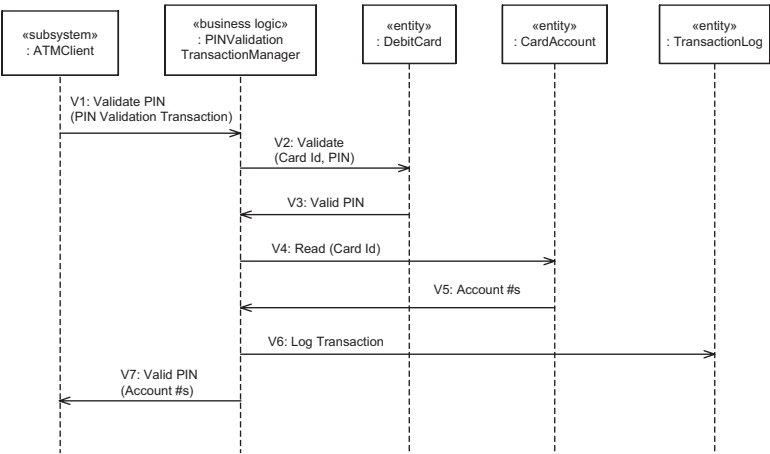 «subsystem»
: ATMClient
«business logic»
: PINValidation
TransactionManager
«entity»
: DebitCard
«entity»
: CardAccount
«entity»
: TransactionLog
V1: Validate PIN
(PIN Validation Transaction)
V2: Validate
(Card Id, PIN)
V3: Valid PIN
V4: Read (Card Id)
V5: Account #s
V6: Log Transaction
V7: Valid PIN
(Account #s)